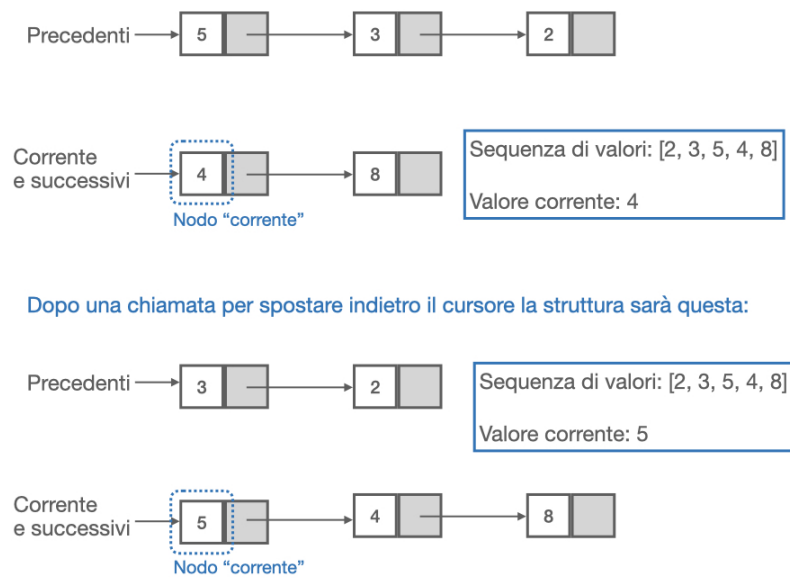 Precedenti 5 3 2
Corrente
e successivi 4 8
Nodo “corrente”
Sequenza di valori: [2, 3, 5, 4, 8]
Valore corrente: 4
Dopo una chiamata per spostare indietro il cursore la struttura sarà questa:
Precedenti 3 2
Sequenza di valori: [2, 3, 5, 4, 8]
Valore corrente: 5
Corrente
e successivi 5 4 8
Nodo “corrente”